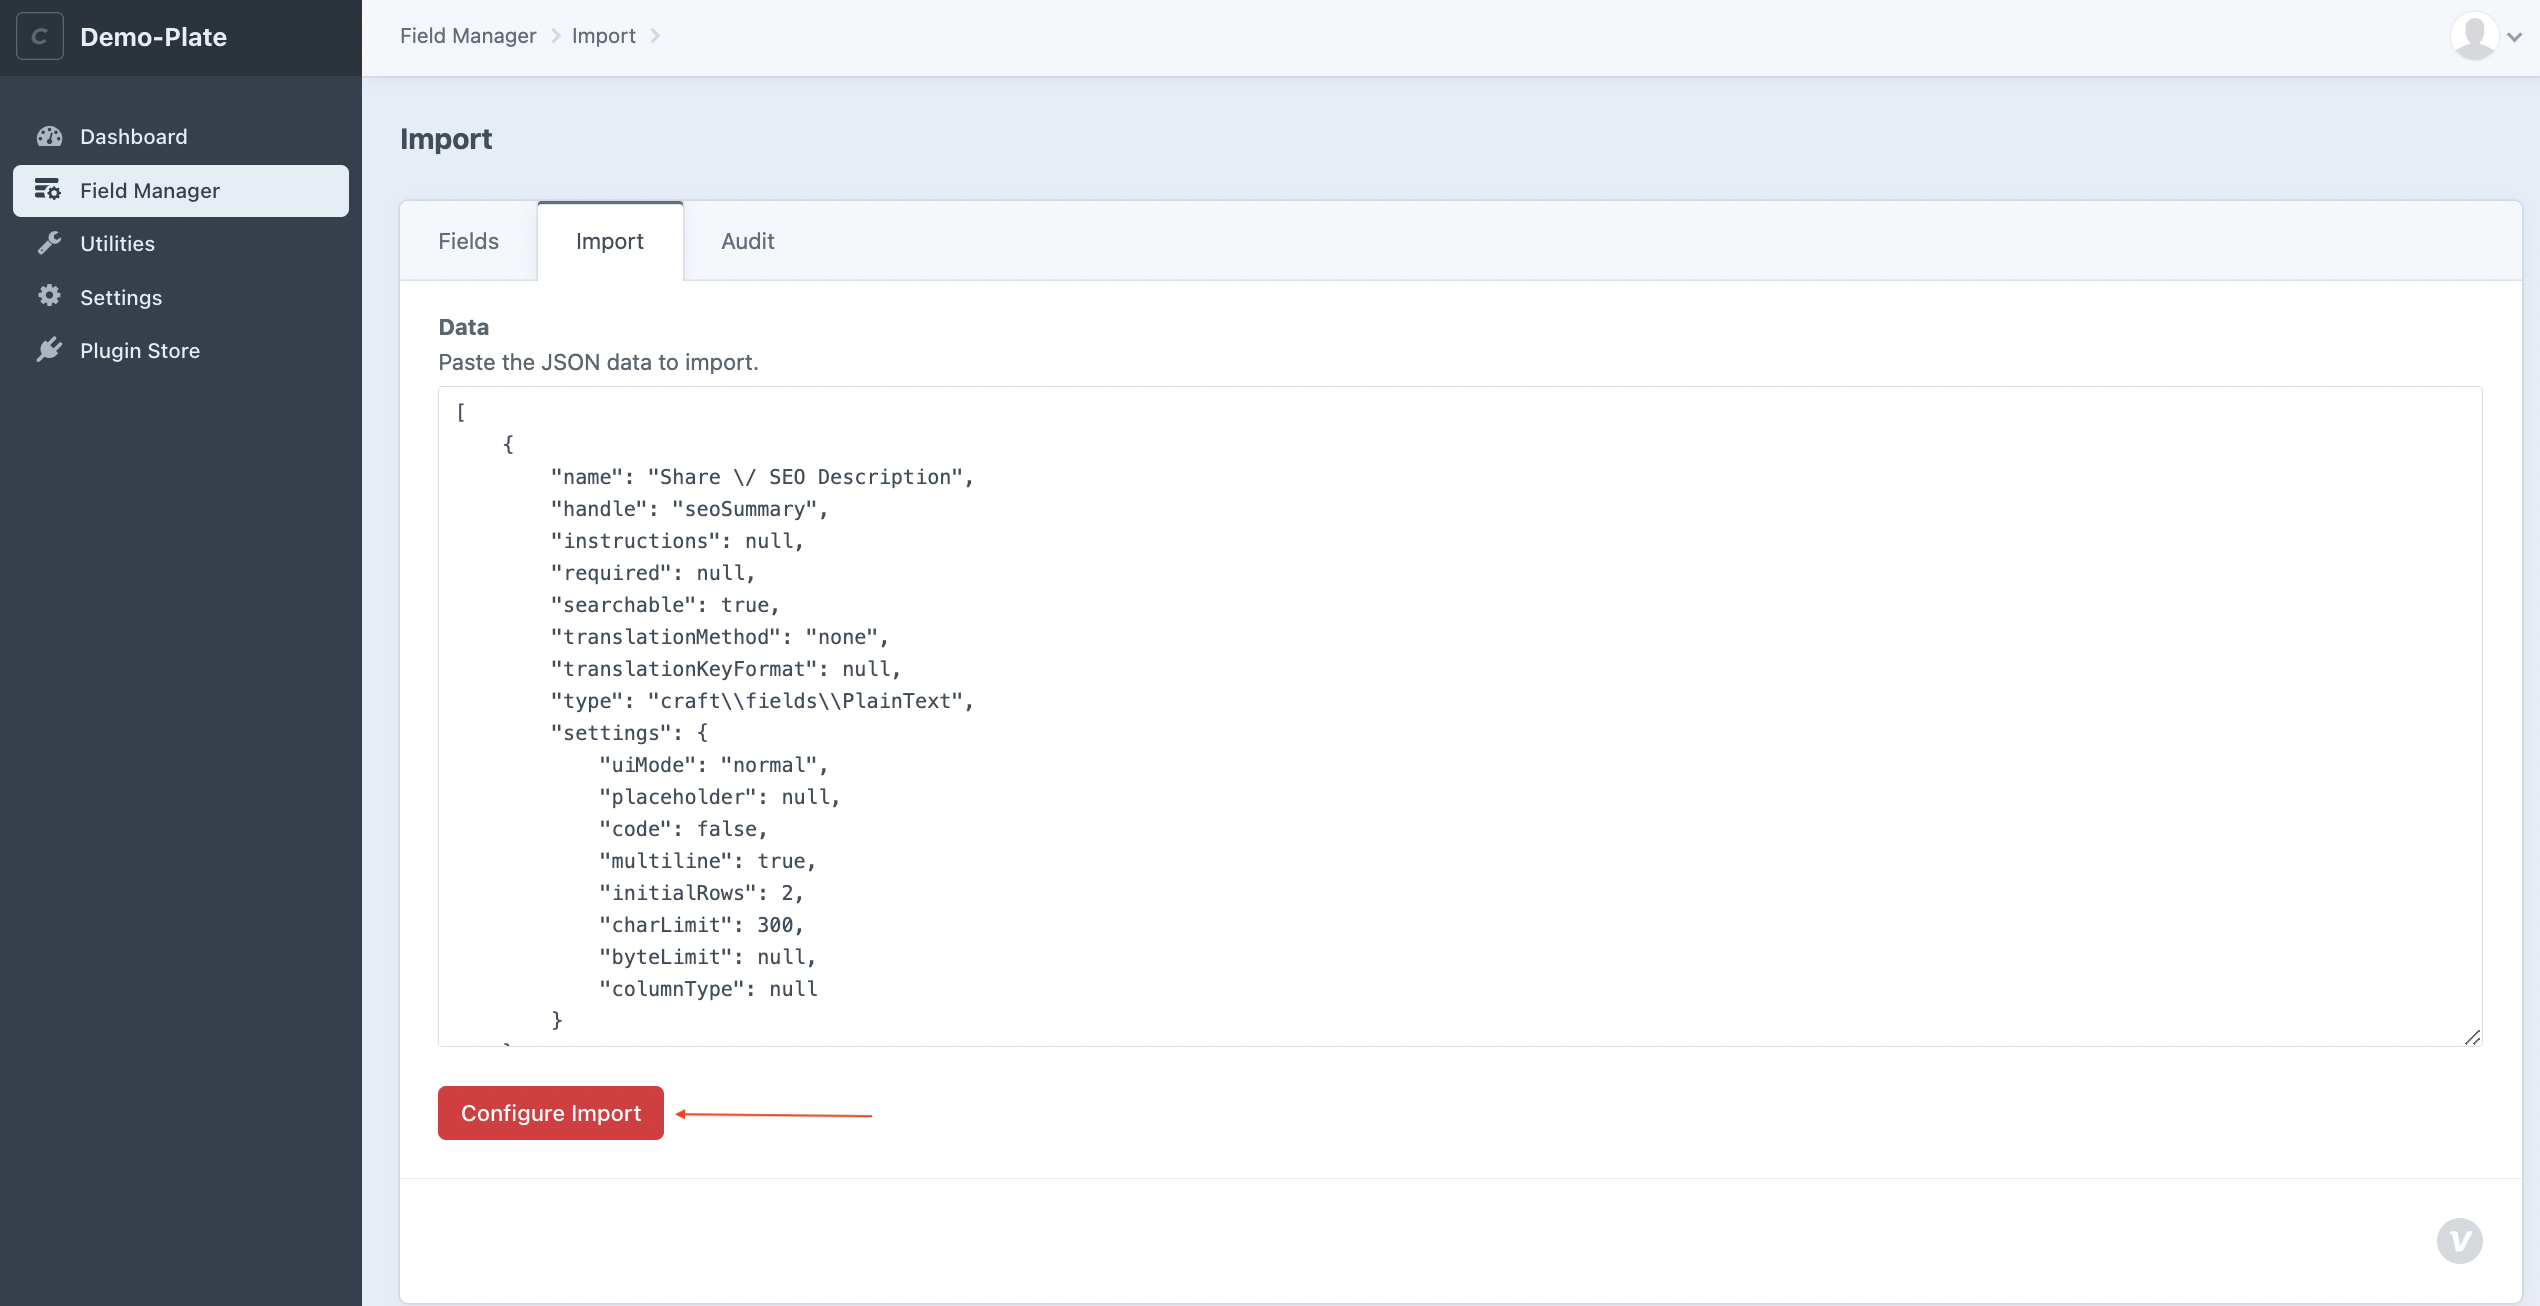 C
Demo-Plate
Field Manager
Import
Dashboard
Field Manager
Utilities
Settings
Plugin Store
Import
Fields
Import
Audit
Data
Paste the JSON data to import.
[
    {
        "name": "Share \/ SEO Description",
        "handle": "seoSummary",
        "instructions": null,
        "required": null,
        "searchable": true,
        "translationMethod": "none",
        "translationKeyFormat": null,
        "type": "craft\\fields\\PlainText",
        "settings": {
            "uiMode": "normal",
            "placeholder": null,
            "code": false,
            "multiline": true,
            "initialRows": 2,
            "charLimit": 300,
            "byteLimit": null,
            "columnType": null
        }
Configure Import
V